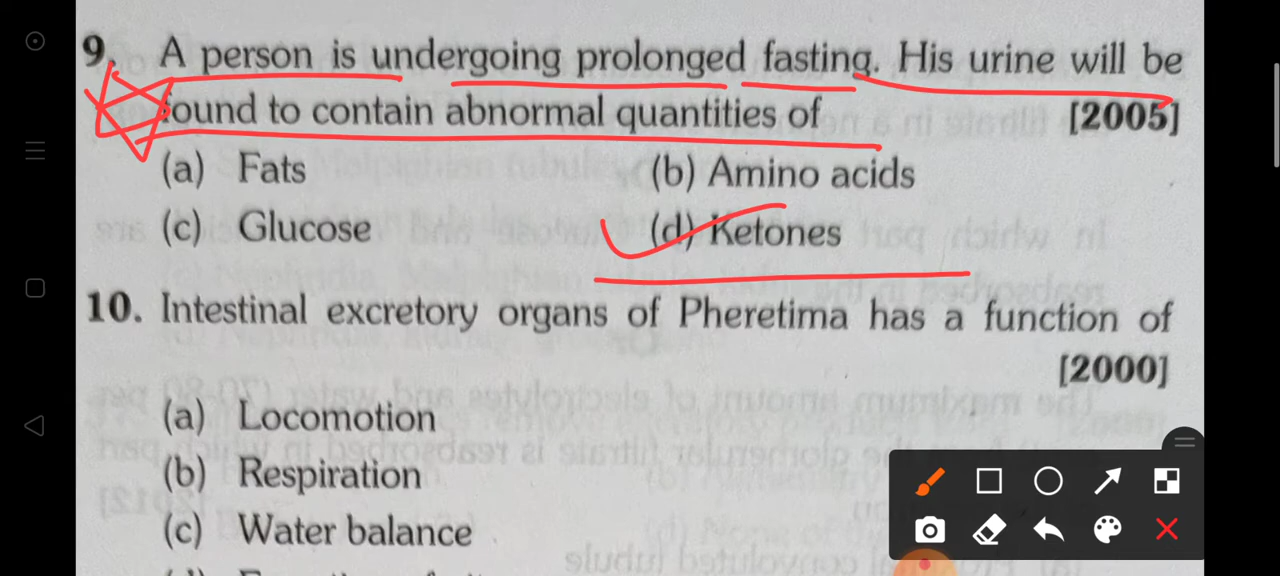 9. A person is undergoing prolonged fasting. His urine will be
found to contain abnormal quantities of [2005]
(a) Fats (b) Amino acids
(c) Glucose (d) Ketones
10. Intestinal excretory organs of Pheretima has a function of
[2000]
(a) Locomotion
(b) Respiration
(c) Water balance